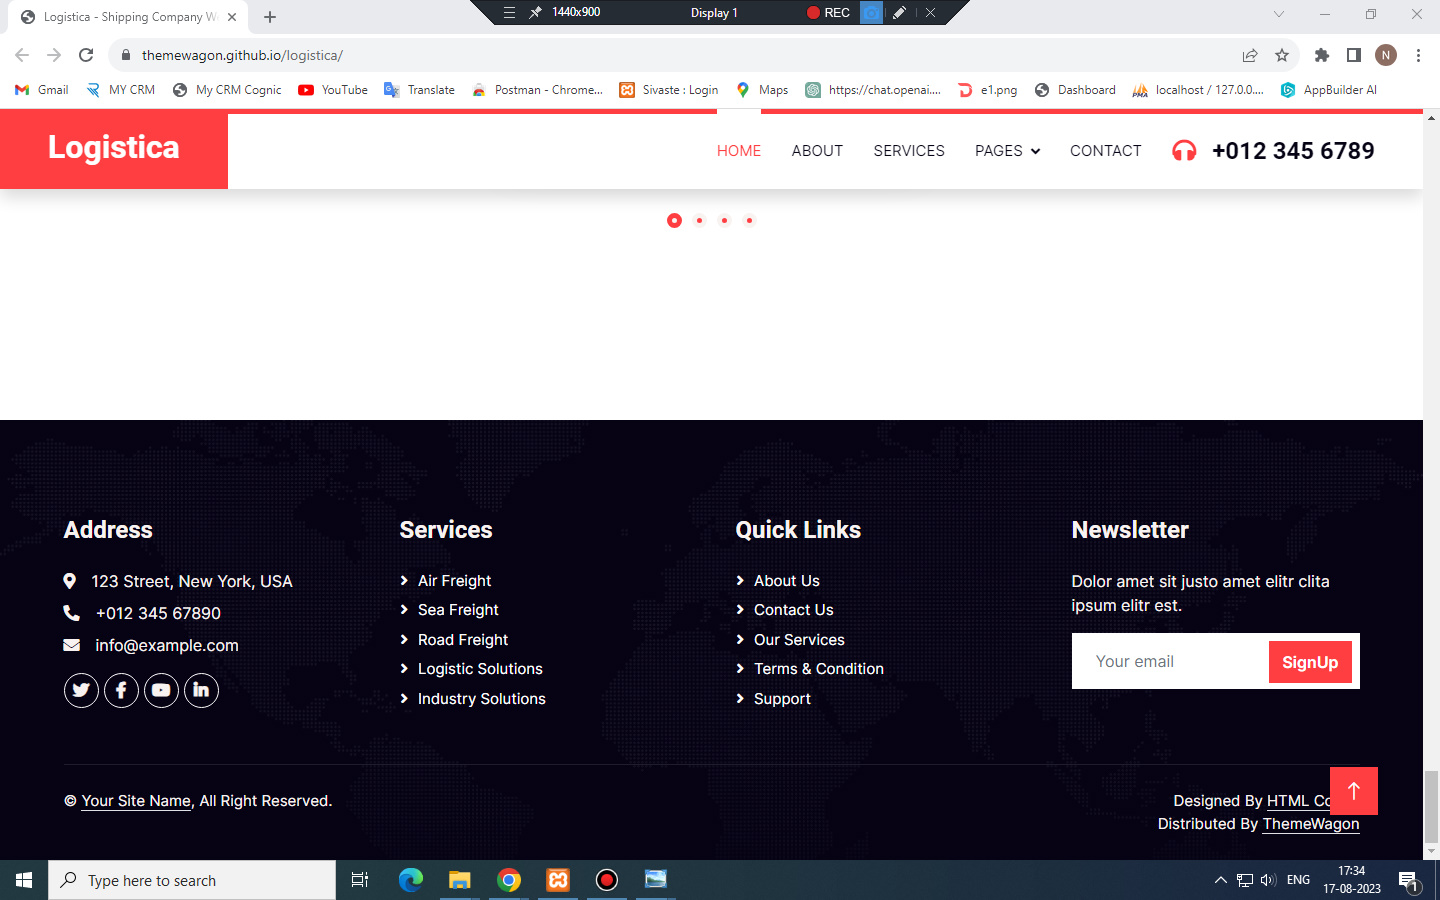 Logistica - Shipping Company W
1440x900
Display 1
REC
themewagon.github.io/logistica/
N
Gmail
MY CRM
My CRM Cognic
YouTube
Translate
Postman - Chrome...
Sivaste : Login
Maps
https://chat.openai....
e1.png
Dashboard
localhost / 127.0.0....
AppBuilder AI
Logistica
HOME
ABOUT
SERVICES
PAGES
CONTACT
+012 345 6789
Address
123 Street, New York, USA
+012 345 67890
info@example.com
Services
Air Freight
Sea Freight
Road Freight
Logistic Solutions
Industry Solutions
Quick Links
About Us
Contact Us
Our Services
Terms & Condition
Support
Newsletter
Dolor amet sit justo amet elitr clita
ipsum elitr est.
Your email
SignUp
© Your Site Name, All Right Reserved.
Designed By HTML Co
Distributed By ThemeWagon
Type here to search
ENG
17:34
17-08-2023
1